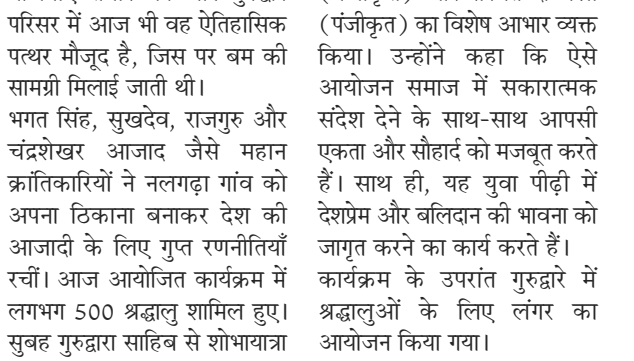 परिसर में आज भी वह ऐतिहासिक
पत्थर मौजूद है, जिस पर बम की
सामग्री मिलाई जाती थी।
भगत सिंह, सुखदेव, राजगुरु और
चंद्रशेखर आजाद जैसे महान
क्रांतिकारियों ने नलगढ़ा गांव को
अपना ठिकाना बनाकर देश की
आजादी के लिए गुप्त रणनीतियाँ
रचीं। आज आयोजित कार्यक्रम में
लगभग 500 श्रद्धालु शामिल हुए।
सुबह गुरुद्वारा साहिब से शोभायात्रा
(पंजीकृत) का विशेष आभार व्यक्त
किया। उन्होंने कहा कि ऐसे
आयोजन समाज में सकारात्मक
संदेश देने के साथ-साथ आपसी
एकता और सौहार्द को मजबूत करते
हैं। साथ ही, यह युवा पीढ़ी में
देशप्रेम और बलिदान की भावना को
जागृत करने का कार्य करते हैं।
कार्यक्रम के उपरांत गुरुद्वारे में
श्रद्धालुओं के लिए लंगर का
आयोजन किया गया।